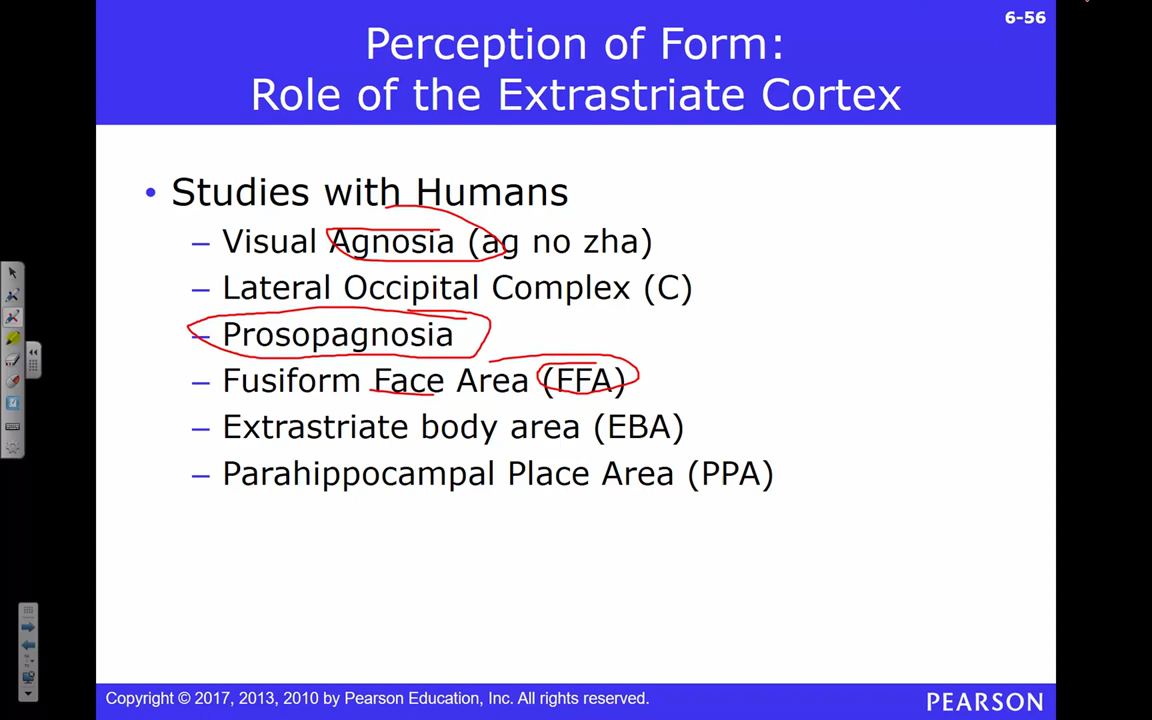 6-56
Perception of Form:
Role of the Extrastriate Cortex
• Studies with Humans
– Visual Agnosia (ag no zha)
– Lateral Occipital Complex (C)
– Prosopagnosia
– Fusiform Face Area (FFA)
– Extrastriate body area (EBA)
– Parahippocampal Place Area (PPA)
Copyright © 2017, 2013, 2010 by Pearson Education, Inc. All rights reserved.
PEARSON